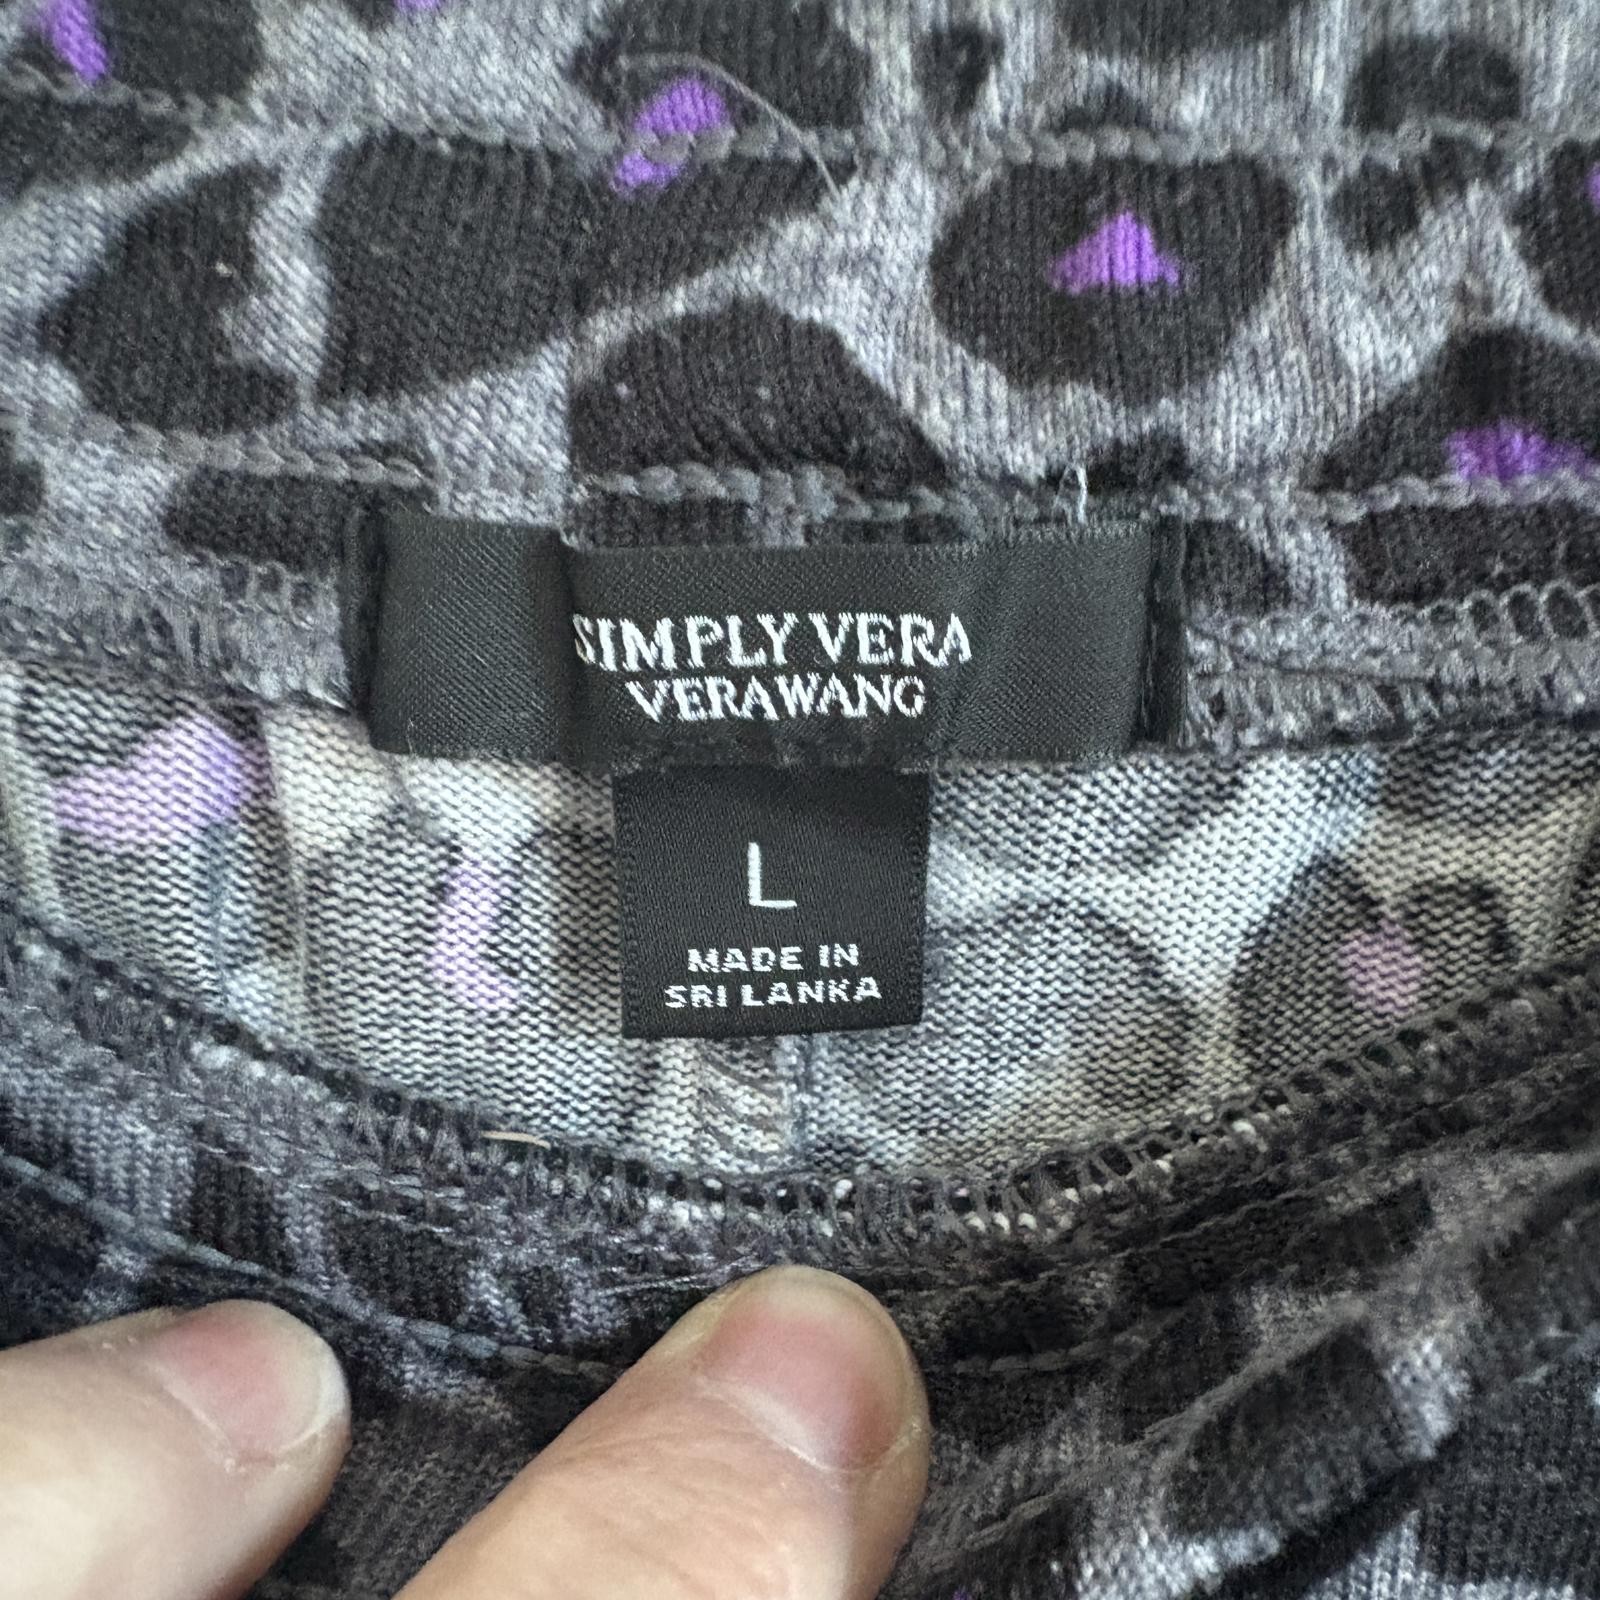 SIMPLY VERA
VERAWANG
L
MADE IN
SRI LANKA